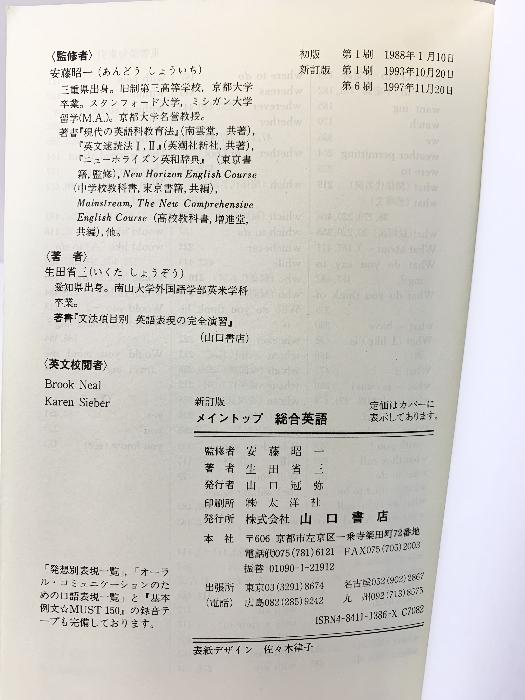 〈監修者〉
安藤昭一(あんどう しょういち)
三重県出身。旧制第三高等学校，京都大学
卒業。スタンフォード大学，ミシガン大学
留学(M.A.)。京都大学名誉教授。
著書『現代の英語科教育法』(南雲堂，共著)，
『英文速読法Ⅰ，Ⅱ』(英潮社新社，共著)，
『ニューホライズン英和辞典』(東京書
籍，監修)，New Horizon English Course
(中学校教科書，東京書籍，共編)，
Mainstream, The New Comprehensive
English Course (高校教科書，増進堂，
共編)，他。
〈著　者〉
生田省三(いくた しょうぞう)
愛知県出身。南山大学外国語学部英米学科
卒業。
著書『文法項目別 英語表現の完全演習』
(山口書店)
〈英文校閲者〉
Brook Neal
Karen Sieber
初版　第1刷　1988年1月10日
新訂版　第1刷　1993年10月20日
第6刷　1997年11月20日
新訂版
メイントップ　総合英語
定価はカバーに
表示してあります。
監修者　安藤昭一
著者　生田省三
発行者　山口冠弥
印刷所　㈱太洋社
発行所　株式会社 山口書店
本社　〒606 京都市左京区一乗寺築田町72番地
電話代075(781)6121　FAX075(705)2003
振替 01090-1-21912
出張所　東京03(3291)8674　名古屋052(902)2867
(電話)　広島082(285)9242　九　州092(713)8575
ISBN4-8411-1386-X C7082
表紙デザイン　佐々木律子
「発想別表現一覧」，「オーラ
ル・コミュニケーションのため
の口語表現一覧」と『基本
例文☆MUST 150』の録音テ
ープも完備しております。